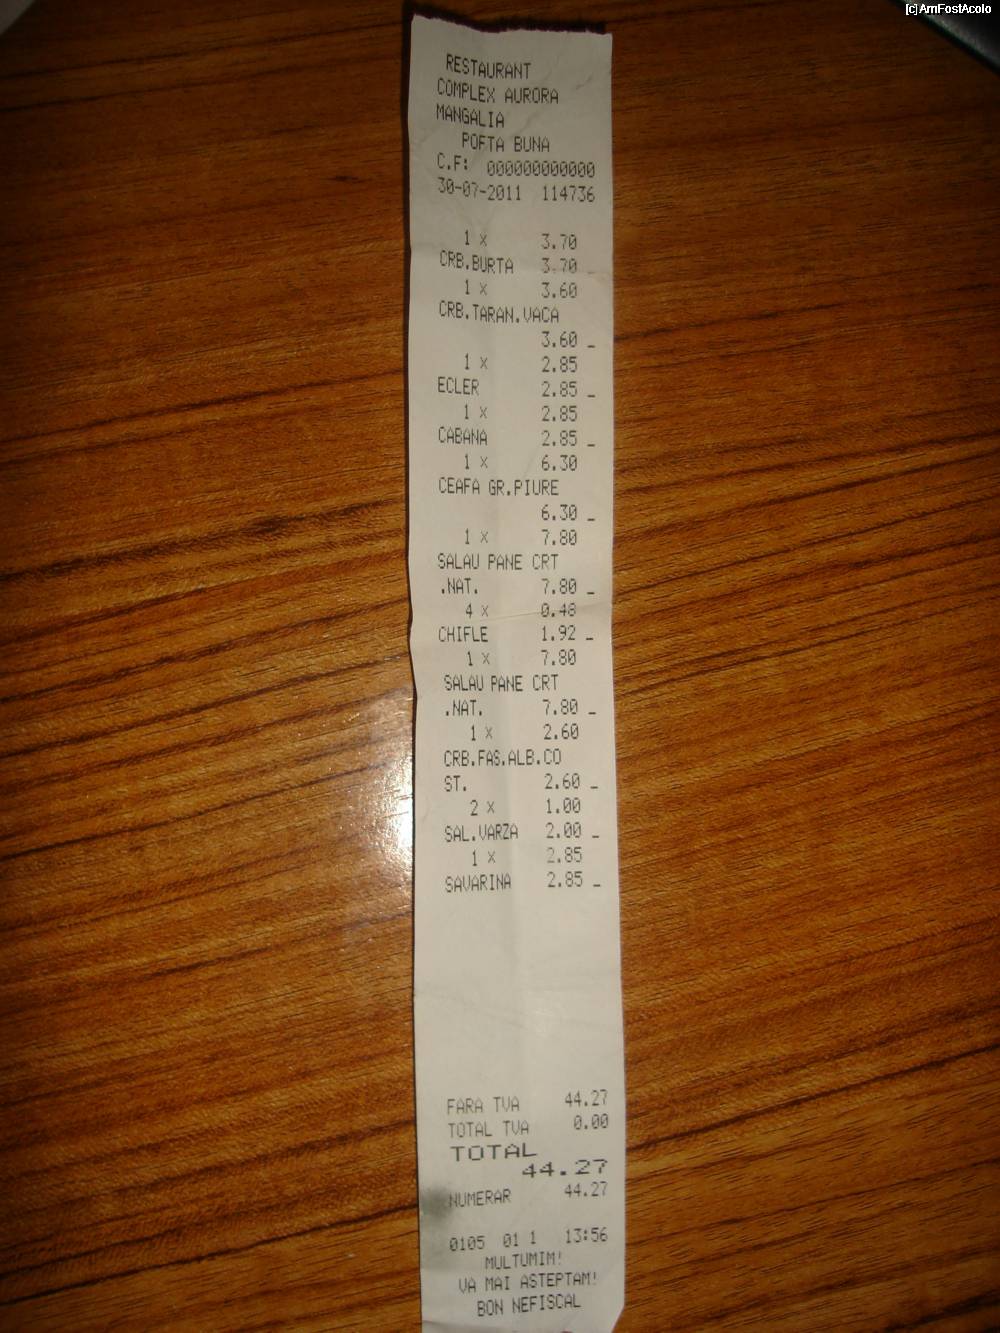 [c]AmFostAcolo
RESTAURANT
COMPLEX AURORA
MANGALIA
POFTA BUNA
C.F: 000000000000
30-07-2011 114736
1 x 3.70
CRB.BURTA 3.70
1 x 3.60
CRB.TARAN.VACA
3.60 _
1 x 2.85
ECLER 2.85 _
1 x 2.85
CABANA 2.85 _
1 x 6.30
CEAFA GR.PIURE
6.30 _
1 x 7.80
SALAU PANE CRT
.NAT. 7.80 _
4 x 0.48
CHIFLE 1.92 _
1 x 7.80
SALAU PANE CRT
.NAT. 7.80 _
1 x 2.60
CRB.FAS.ALB.CO
ST. 2.60 _
2 x 1.00
SAL.VARZA 2.00 _
1 x 2.85
SAVARINA 2.85 _
FARA TVA 44.27
TOTAL TVA 0.00
TOTAL
44.27
NUMERAR 44.27
0105 01 1 13:56
MULTUMIM!
VA MAI ASTEPTAM!
BON NEFISCAL